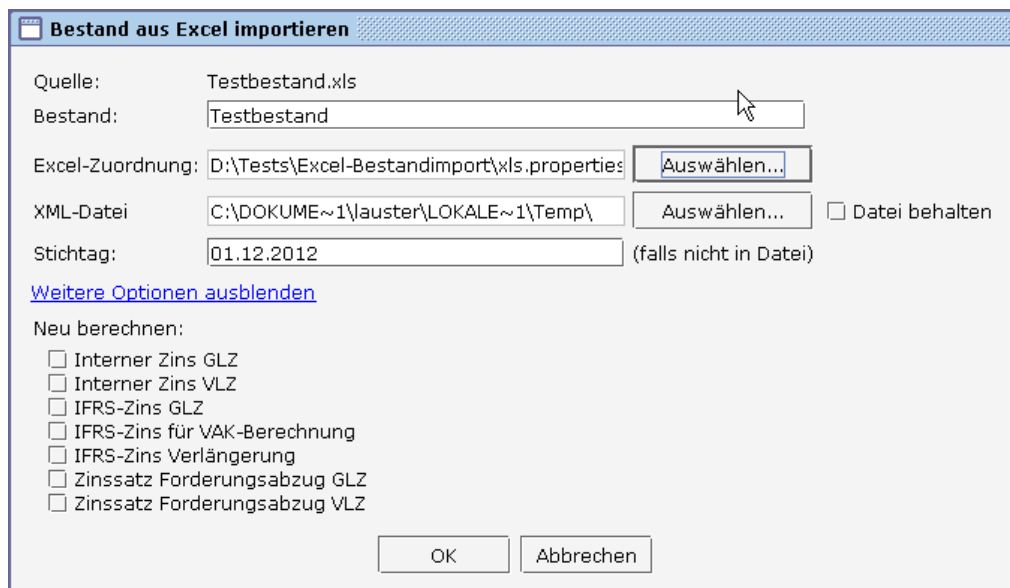 Bestand aus Excel importieren
Quelle: Testbestand.xls
Bestand: Testbestand
Excel-Zuordnung: D:\Tests\Excel-Bestandimport\xls.properties Auswählen...
XML-Datei C:\DOKUME~1\lauster\LOKALE~1\Temp\ Auswählen... Datei behalten
Stichtag: 01.12.2012 (falls nicht in Datei)
Weitere Optionen ausblenden
Neu berechnen:
Interner Zins GLZ
Interner Zins VLZ
IFRS-Zins GLZ
IFRS-Zins für VAK-Berechnung
IFRS-Zins Verlängerung
Zinssatz Forderungsabzug GLZ
Zinssatz Forderungsabzug VLZ
OK Abbrechen